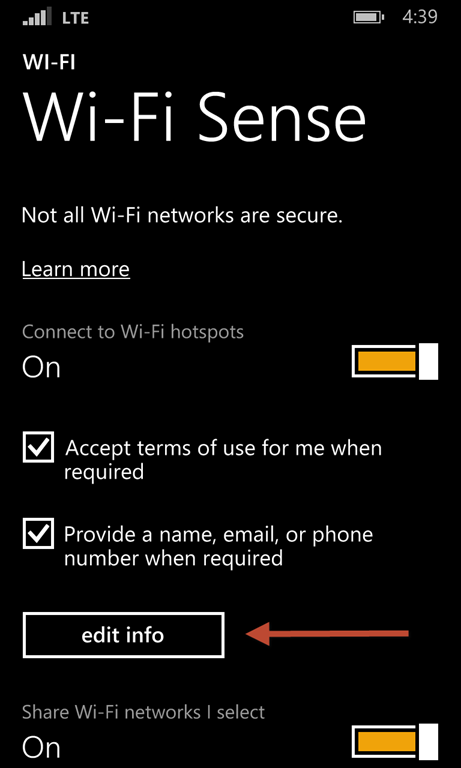 LTE 4:39
WI-FI
Wi-Fi Sense
Not all Wi-Fi networks are secure.
Learn more
Connect to Wi-Fi hotspots
On
Accept terms of use for me when
required
Provide a name, email, or phone
number when required
edit info
Share Wi-Fi networks I select
On